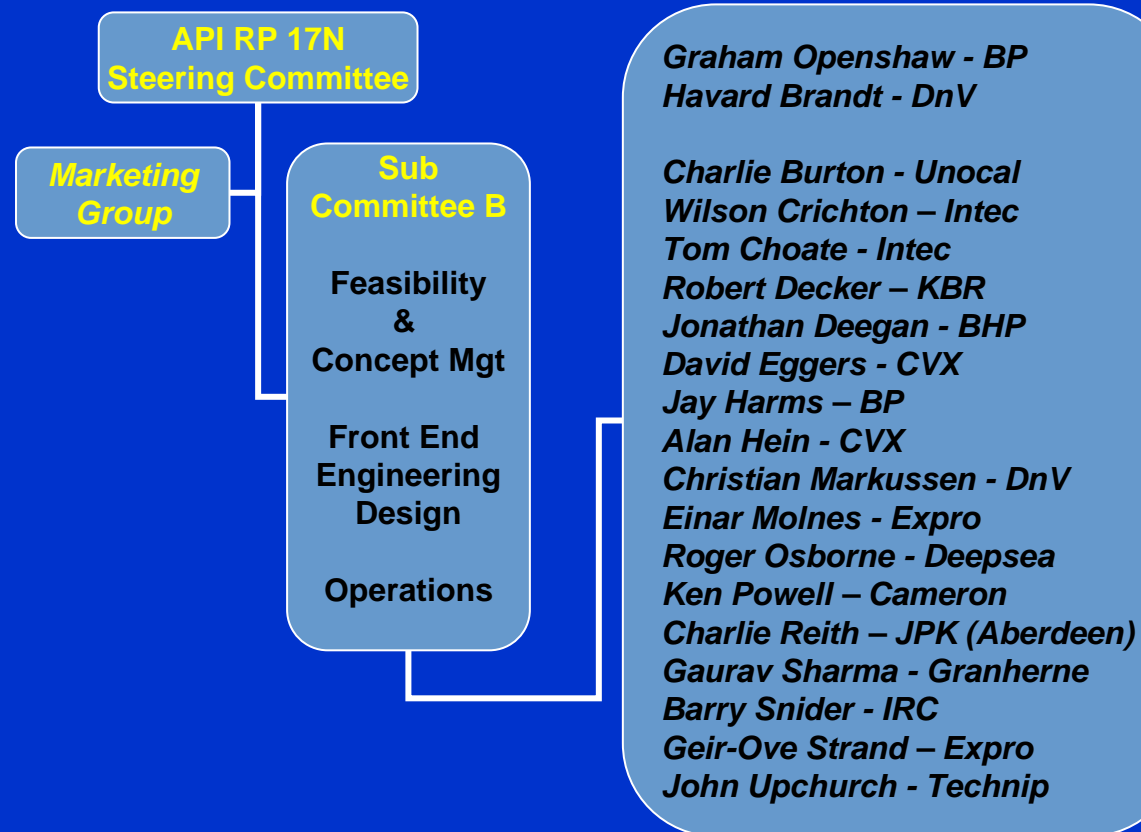 API RP 17N
Steering Committee
Marketing
Group
Sub
Committee B
Feasibility
&
Concept Mgt
Front End
Engineering
Design
Operations
Graham Openshaw - BP
Havard Brandt - DnV
Charlie Burton - Unocal
Wilson Crichton – Intec
Tom Choate - Intec
Robert Decker – KBR
Jonathan Deegan - BHP
David Eggers - CVX
Jay Harms – BP
Alan Hein - CVX
Christian Markussen - DnV
Einar Molnes - Expro
Roger Osborne - Deepsea
Ken Powell – Cameron
Charlie Reith – JPK (Aberdeen)
Gaurav Sharma - Granherne
Barry Snider - IRC
Geir-Ove Strand – Expro
John Upchurch - Technip